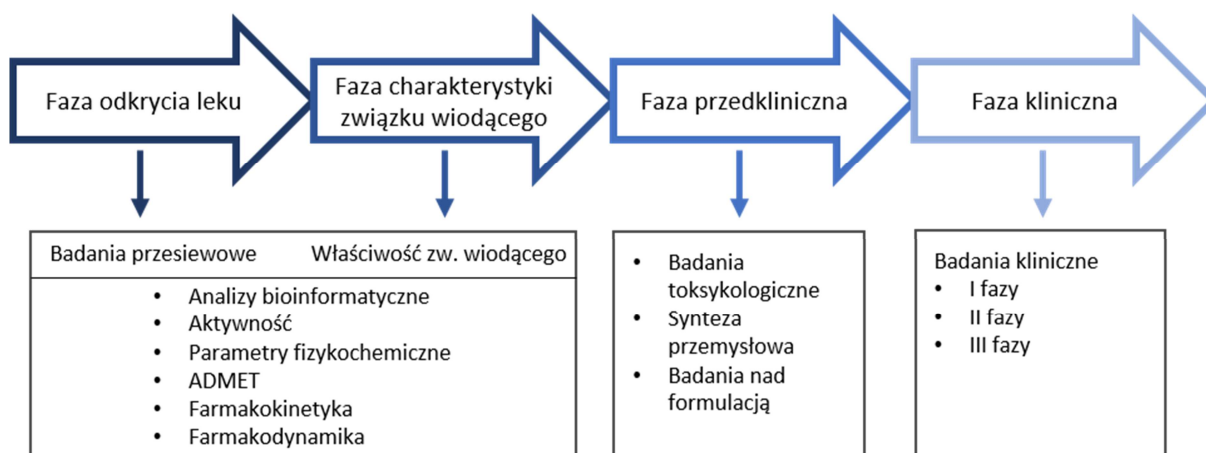 Faza odkrycia leku
Faza charakterystyki
związku wiodącego
Faza przedkliniczna
Faza kliniczna
Badania przesiewowe
Właściwość zw. wiodącego
• Analizy bioinformatyczne
• Aktywność
• Parametry fizykochemiczne
• ADMET
• Farmakokinetyka
• Farmakodynamika
• Badania
toksykologiczne
• Synteza
przemysłowa
• Badania nad
formulacją
Badania kliniczne
• I fazy
• II fazy
• III fazy